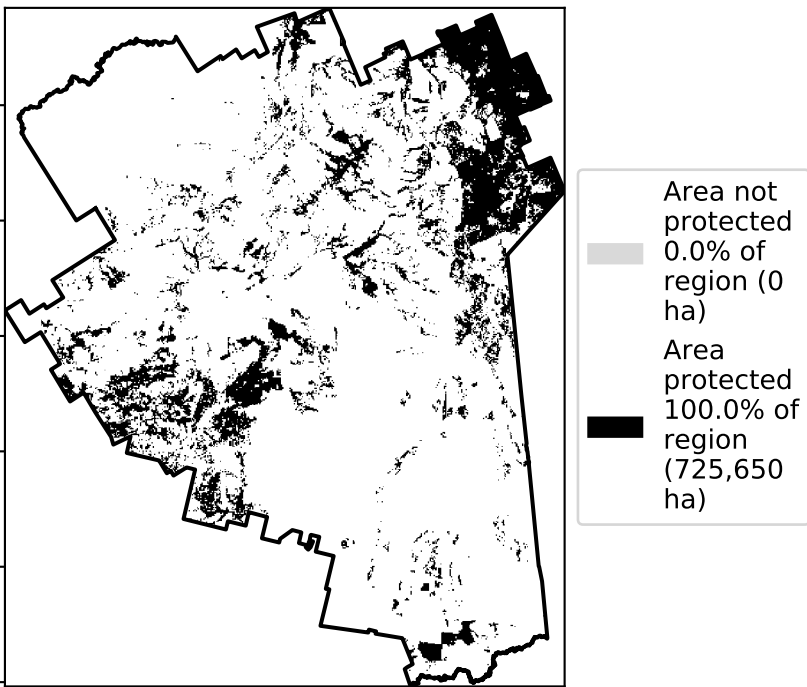 Area not
protected
0.0% of
region (0
ha)
Area
protected
100.0% of
region
(725,650
ha)